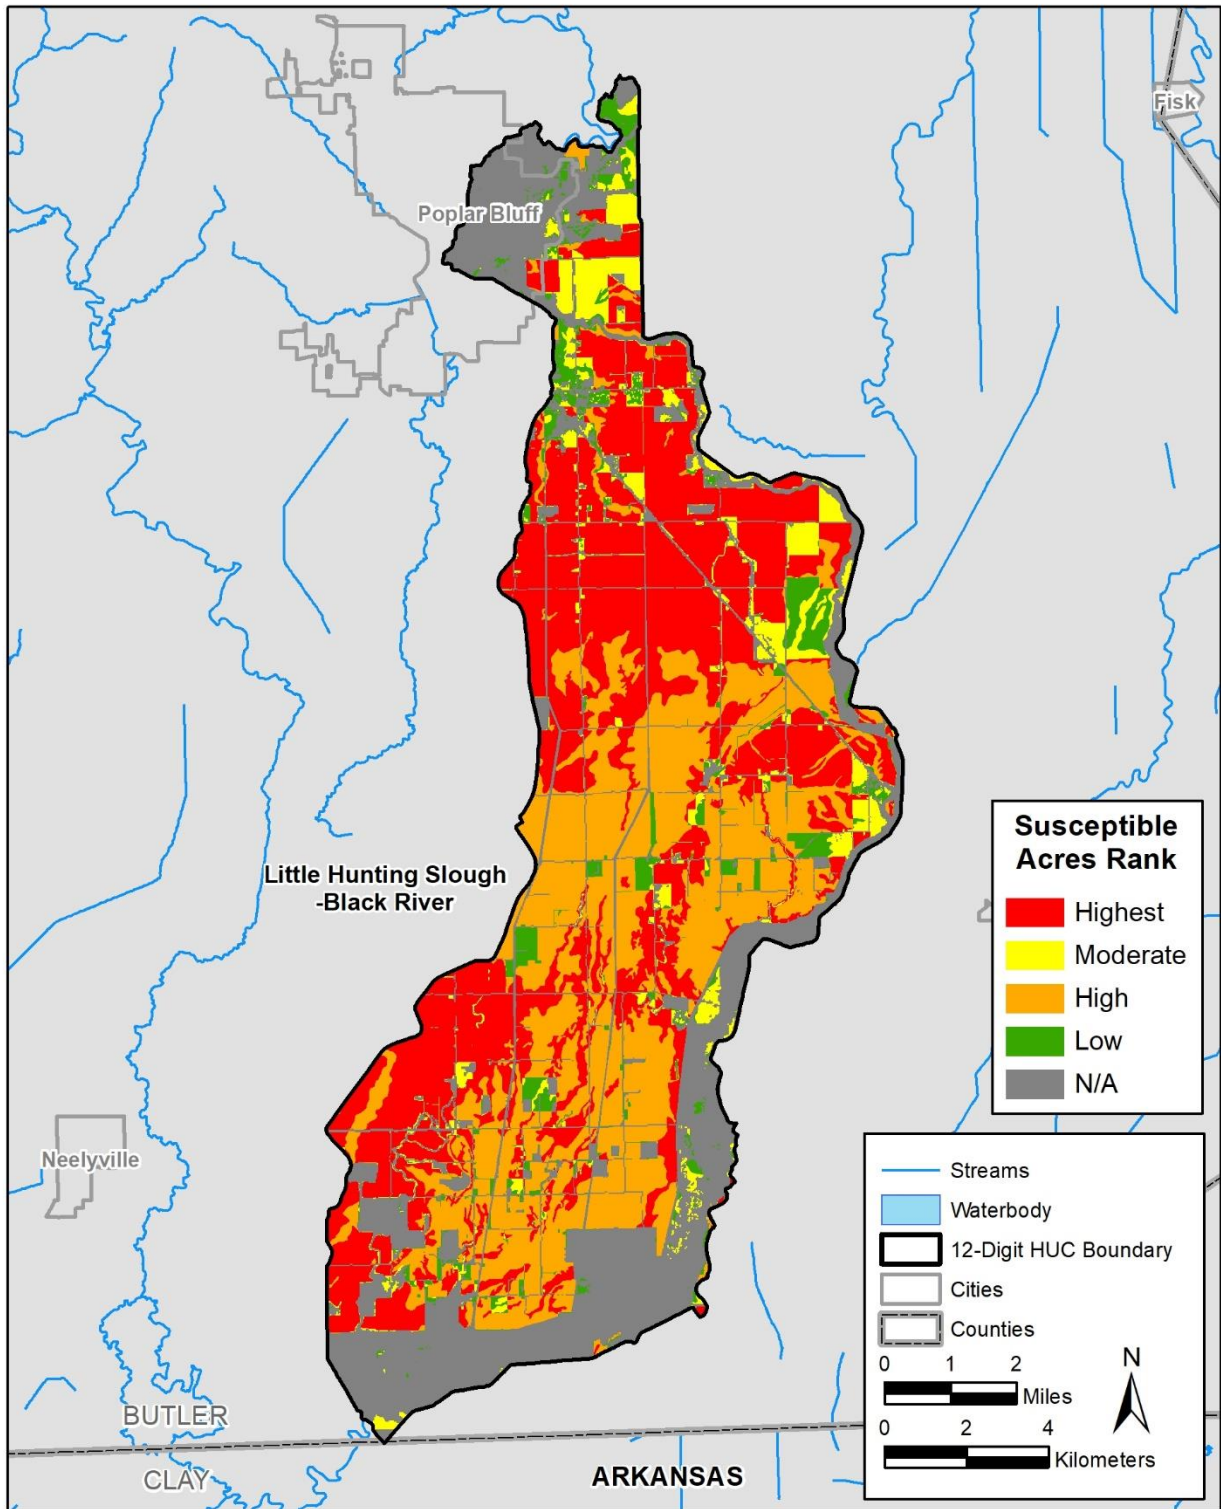 Fisk
Poplar Bluff
Little Hunting Slough
-Black River
Neelyville
BUTLER
CLAY
ARKANSAS
Susceptible
Acres Rank
Highest
Moderate
High
Low
N/A
Streams
Waterbody
12-Digit HUC Boundary
Cities
Counties
0 1 2
Miles
0 2 4
Kilometers
N